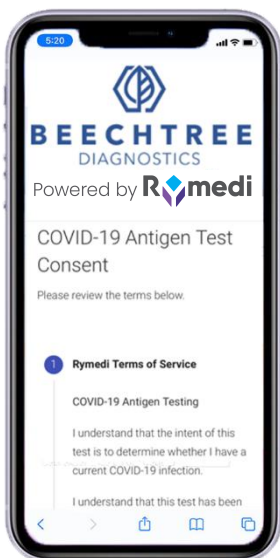 5:20
BEECHTREE
DIAGNOSTICS
Powered by Rymedi
COVID-19 Antigen Test
Consent
Please review the terms below.
1 Rymedi Terms of Service
COVID-19 Antigen Testing
I understand that the intent of this
test is to determine whether I have a
current COVID-19 infection.
I understand that this test has been